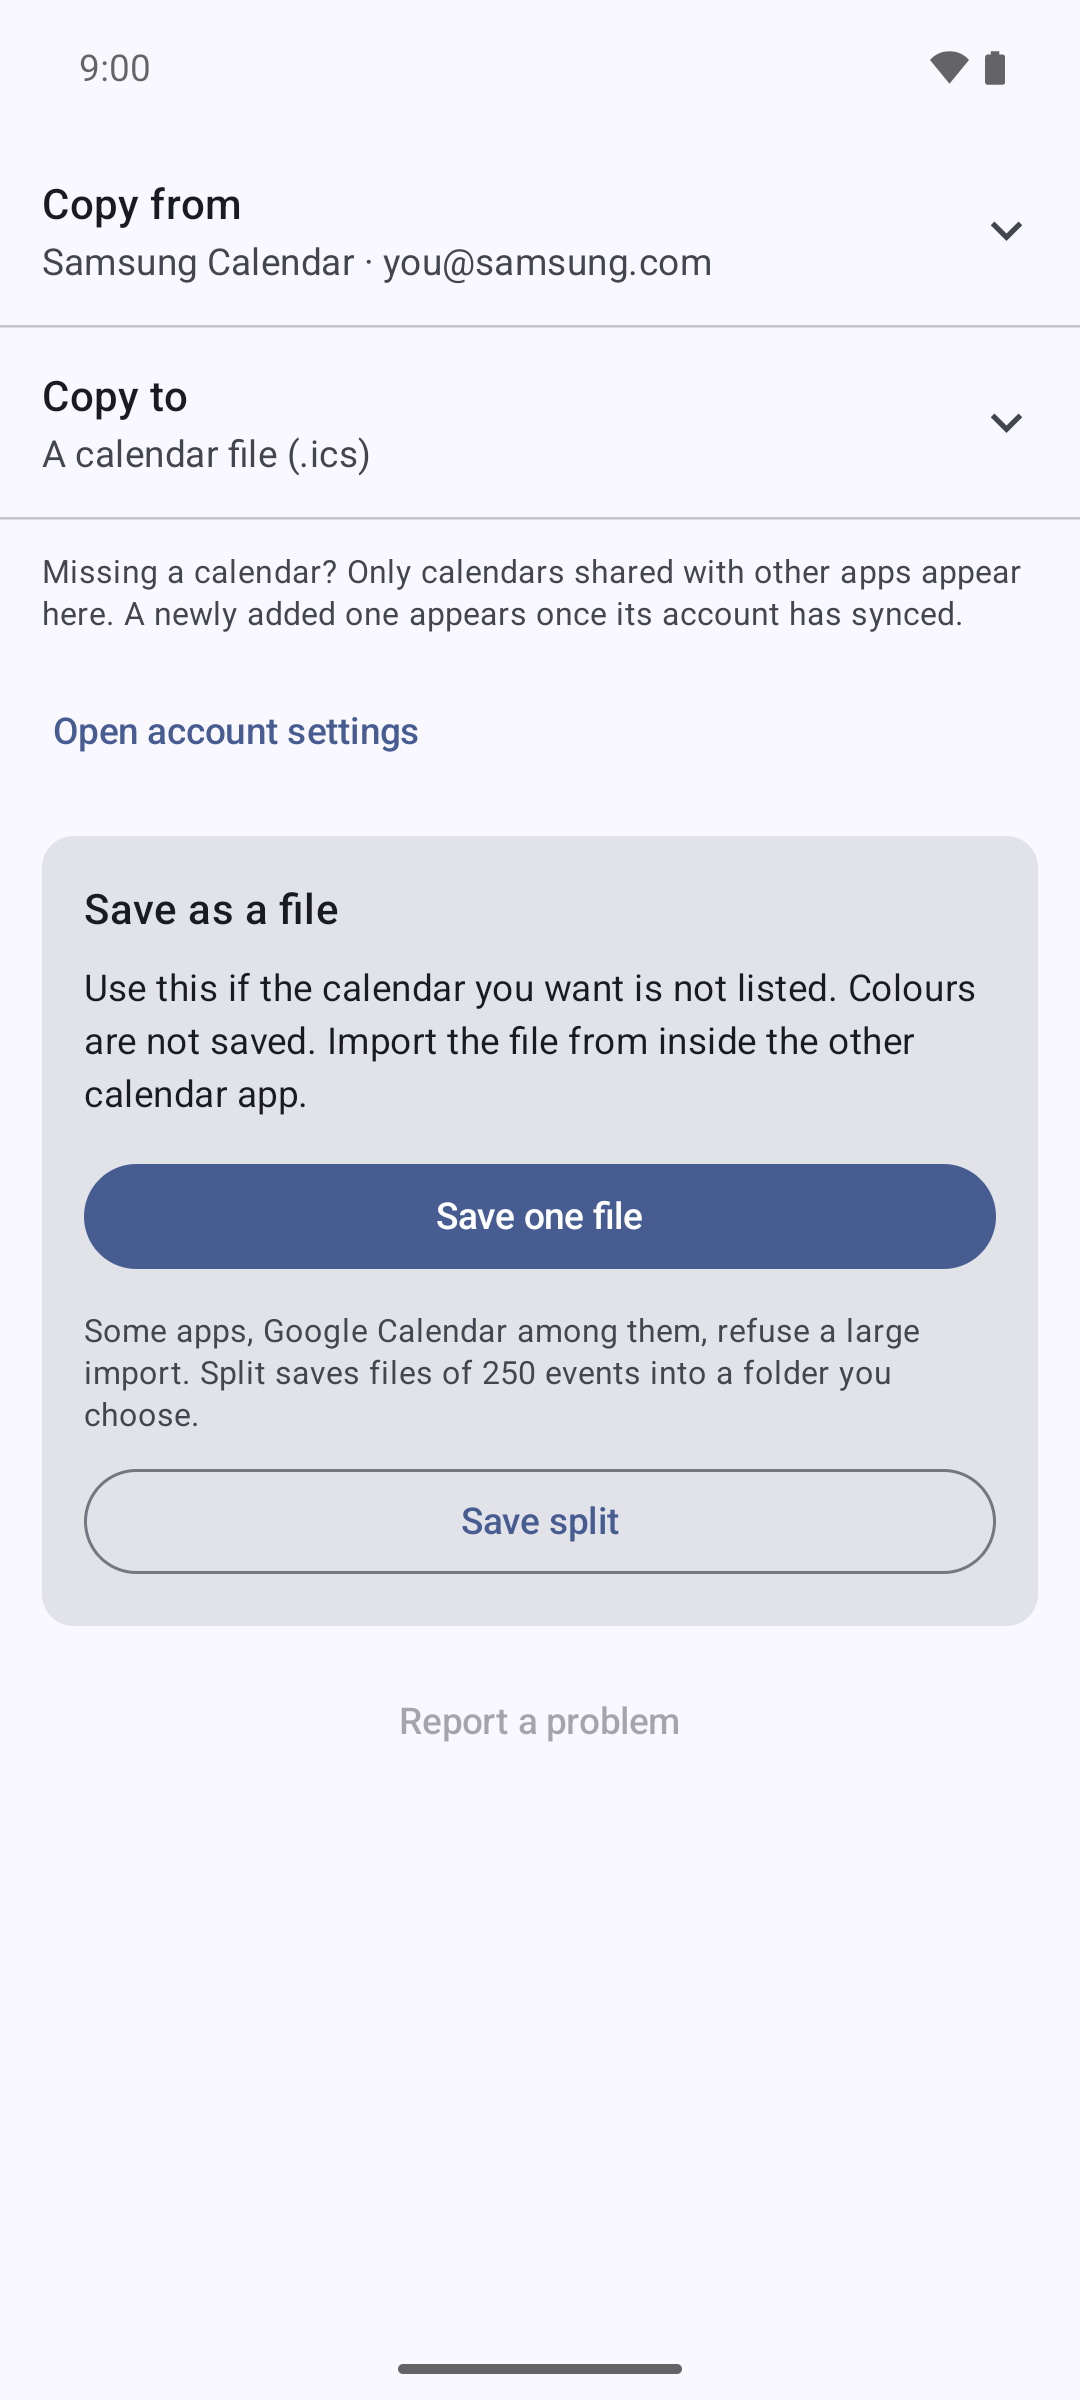 9:00
Copy from
Samsung Calendar · you@samsung.com
Copy to
A calendar file (.ics)
Missing a calendar? Only calendars shared with other apps appear
here. A newly added one appears once its account has synced.
Open account settings
Save as a file
Use this if the calendar you want is not listed. Colours
are not saved. Import the file from inside the other
calendar app.
Save one file
Some apps, Google Calendar among them, refuse a large
import. Split saves files of 250 events into a folder you
choose.
Save split
Report a problem